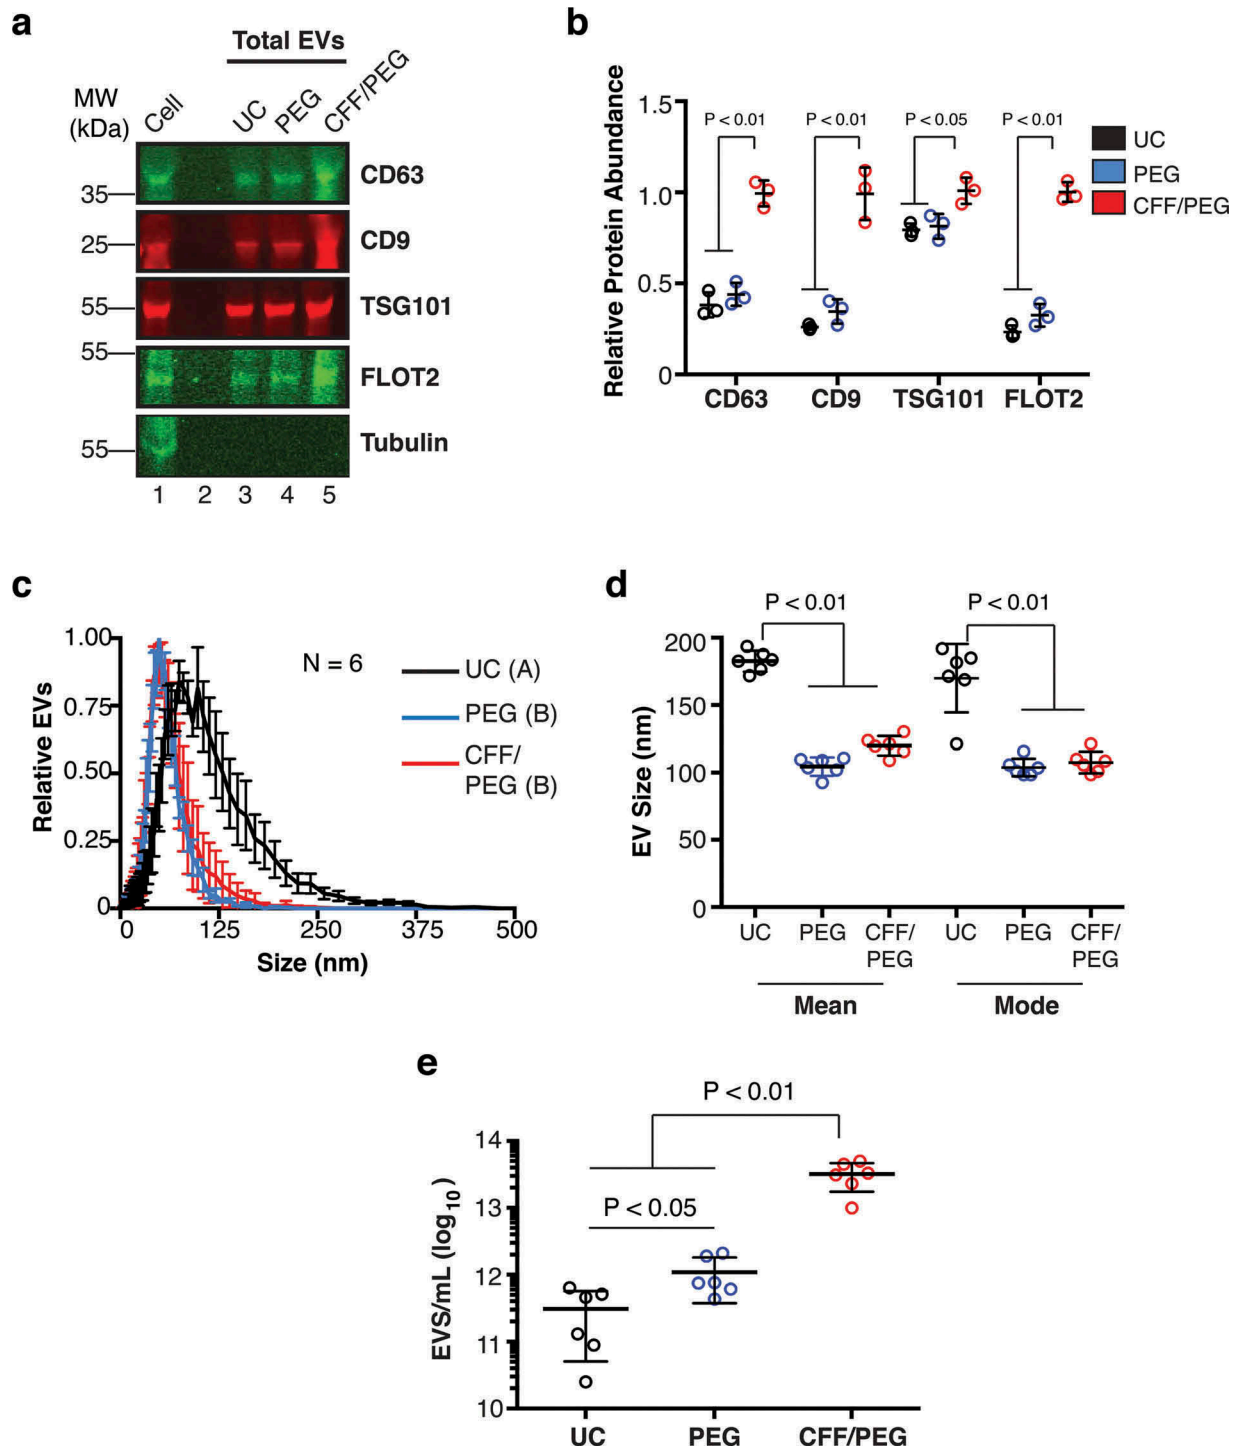 a
Total EVs
MW
(kDa)
Cell
UC
PEG
CFF/PEG
35
CD63
25
CD9
55
TSG101
55
FLOT2
55
Tubulin
1 2 3 4 5
b
Relative Protein Abundance
1.5
1.0
0.5
0
P < 0.01
P < 0.01
P < 0.05
P < 0.01
UC
PEG
CFF/PEG
CD63
CD9
TSG101
FLOT2
c
Relative EVs
1.00
0.75
0.50
0.25
0
N = 6
UC (A)
PEG (B)
CFF/
PEG (B)
0 125 250 375 500
Size (nm)
d
EV Size (nm)
200
150
100
50
0
P < 0.01
P < 0.01
UC
PEG
CFF/
PEG
UC
PEG
CFF/
PEG
Mean
Mode
e
EVS/mL (log10)
14
13
12
11
10
P < 0.01
P < 0.05
UC
PEG
CFF/PEG